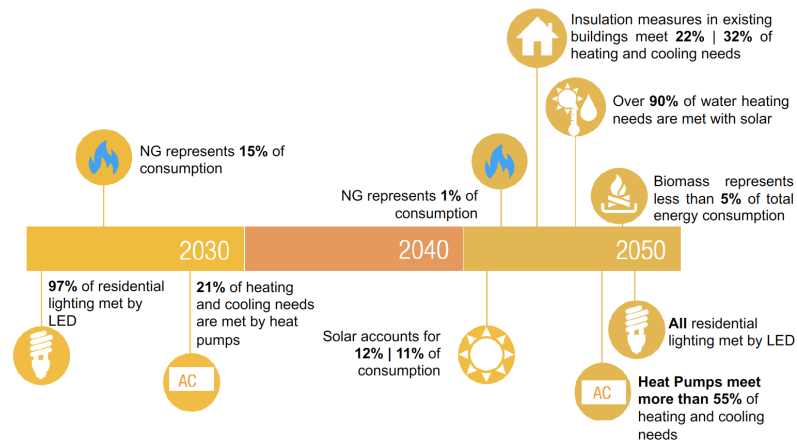 Insulation measures in existing
buildings meet 22% | 32% of
heating and cooling needs
Over 90% of water heating
needs are met with solar
NG represents 15% of
consumption
NG represents 1% of
consumption
Biomass represents
less than 5% of total
energy consumption
2030
2040
2050
97% of residential
lighting met by
LED
21% of heating
and cooling needs
are met by heat
pumps
AC
Solar accounts for
12% | 11% of
consumption
All residential
lighting met by LED
AC
Heat Pumps meet
more than 55% of
heating and cooling
needs